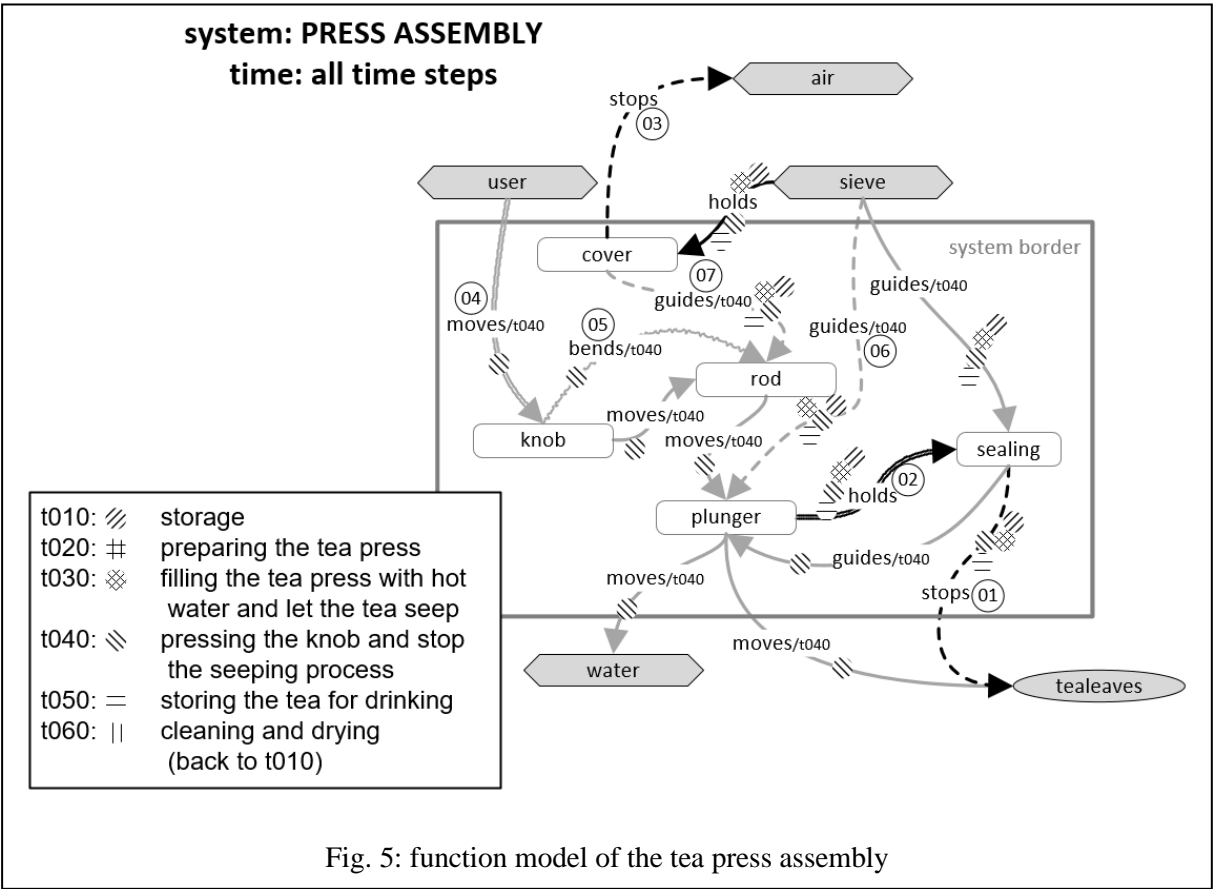 system: PRESS ASSEMBLY
time: all time steps
air
stops
03
user
sieve
holds
system border
cover
07
guides/t040
guides/t040
04
moves/t040
05
bends/t040
guides/t040
06
rod
moves/t040
knob
moves/t040
sealing
holds
02
plunger
guides/t040
moves/t040
stops
01
moves/t040
water
tealeaves
t010: storage
t020: preparing the tea press
t030: filling the tea press with hot
water and let the tea seep
t040: pressing the knob and stop
the seeping process
t050: storing the tea for drinking
t060: cleaning and drying
(back to t010)
Fig. 5: function model of the tea press assembly